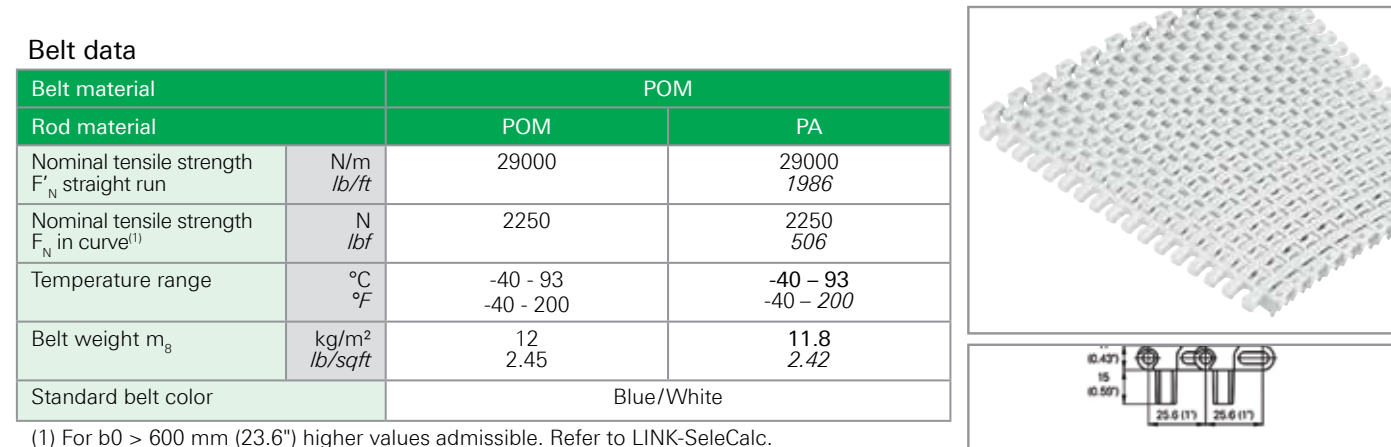 Belt data
Belt material POM
Rod material POM PA
Nominal tensile strength N/m 29000 29000
F'N straight run lb/ft 1986
Nominal tensile strength N 2250 2250
FN in curve(1) lbf 506
Temperature range °C -40 - 93 -40 – 93
°F -40 - 200 -40 – 200
Belt weight m8 kg/m² 12 11.8
lb/sqft 2.45 2.42
Standard belt color Blue/White
(1) For b0 > 600 mm (23.6") higher values admissible. Refer to LINK-SeleCalc.
(0.43")
15
(0.59")
25.6 (1") 25.6 (1")